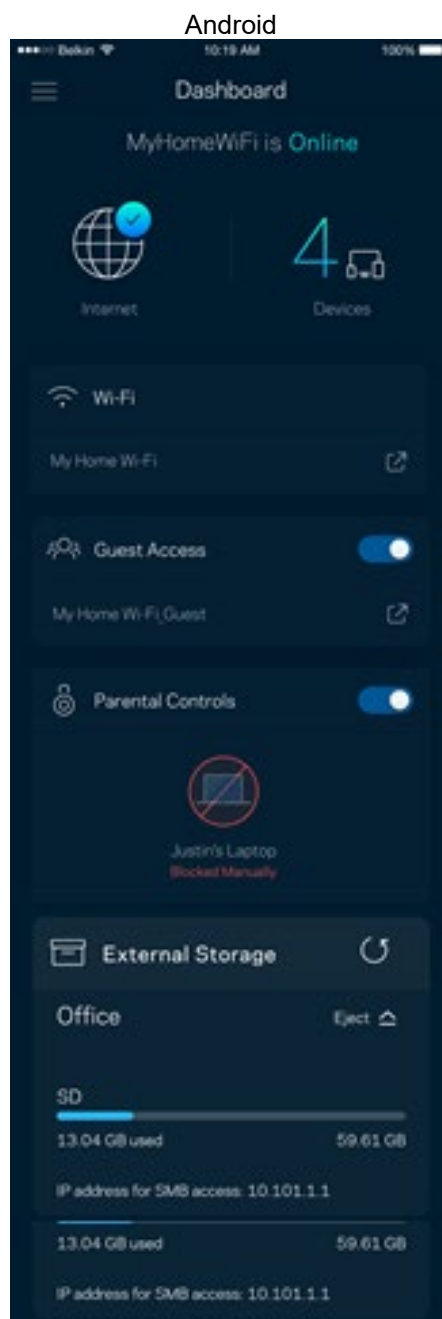 Android
Belkin 10:19 AM 100%
Dashboard
MyHomeWiFi is Online
4
Internet Devices
Wi-Fi
My Home Wi-Fi
Guest Access
My Home Wi-Fi_Guest
Parental Controls
Justin's Laptop
Blocked Manually
External Storage
Office Eject
SD
13.04 GB used 59.61 GB
IP address for SMB access: 10.101.1.1
13.04 GB used 59.61 GB
IP address for SMB access: 10.101.1.1